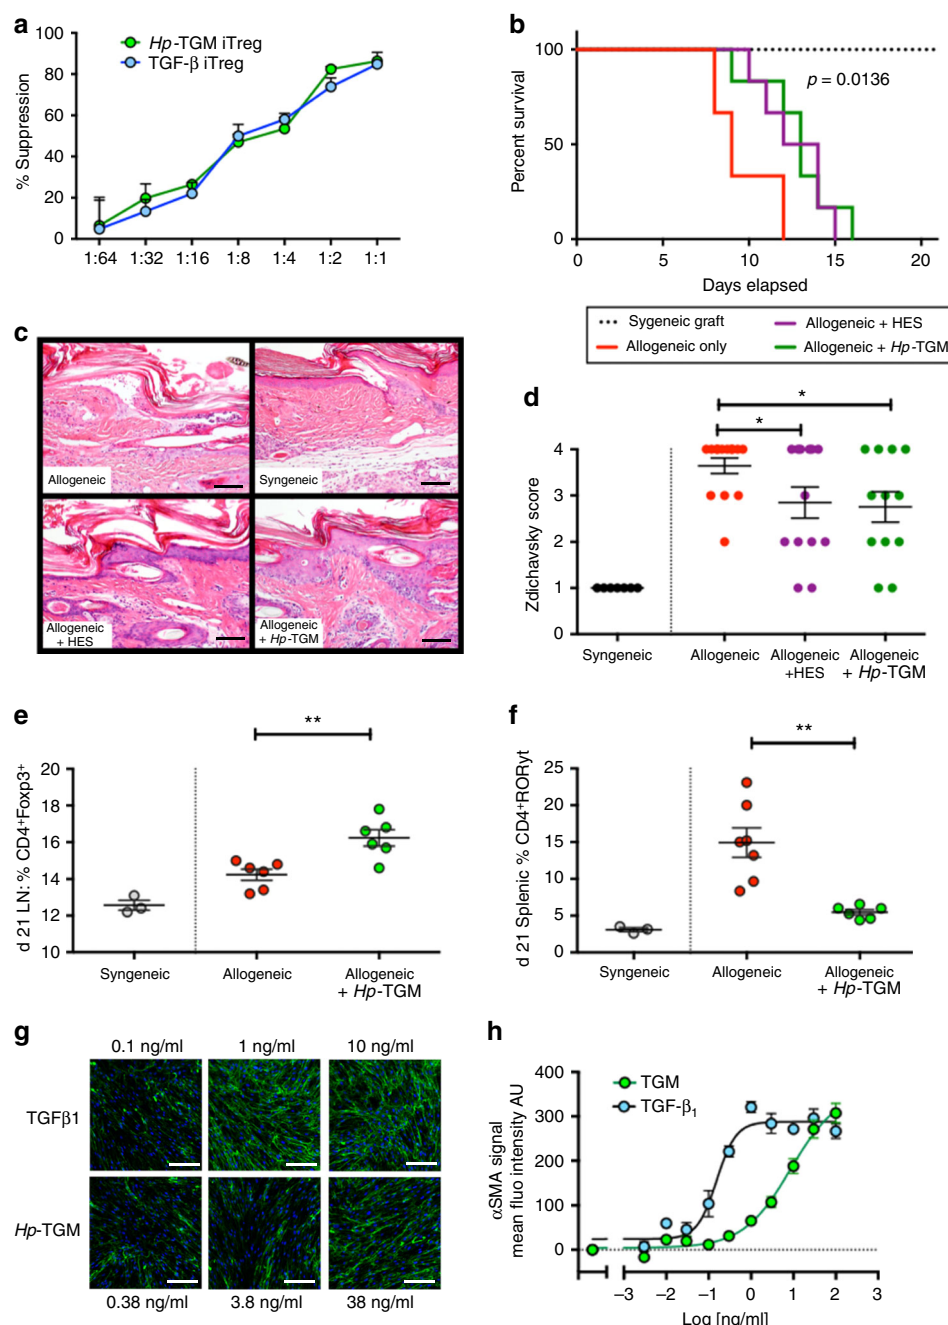 a
100
80
60
40
20
0
% Suppression
Hp-TGM iTreg
TGF-β iTreg
1:64 1:32 1:16 1:8 1:4 1:2 1:1
b
100
50
0
Percent survival
p = 0.0136
0 5 10 15 20
Days elapsed
Sygeneic graft
Allogeneic only
Allogeneic + HES
Allogeneic + Hp-TGM
c
Allogeneic
Syngeneic
Allogeneic
+ HES
Allogeneic
+ Hp-TGM
d
*
*
4
3
2
1
0
Zdichavsky score
Syngeneic
Allogeneic
Allogeneic
+HES
Allogeneic
+ Hp-TGM
e
**
20
18
16
14
12
10
d 21 LN: % CD4+Foxp3+
Syngeneic
Allogeneic
Allogeneic
+ Hp-TGM
f
**
25
20
15
10
5
0
d 21 Splenic % CD4+RORyt
Syngeneic
Allogeneic
Allogeneic
+ Hp-TGM
g
0.1 ng/ml 1 ng/ml 10 ng/ml
TGFβ1
Hp-TGM
0.38 ng/ml 3.8 ng/ml 38 ng/ml
h
400
300
200
100
0
αSMA signal
mean fluo intensity AU
TGM
TGF-β1
−3 −2 −1 0 1 2 3
Log [ng/ml]